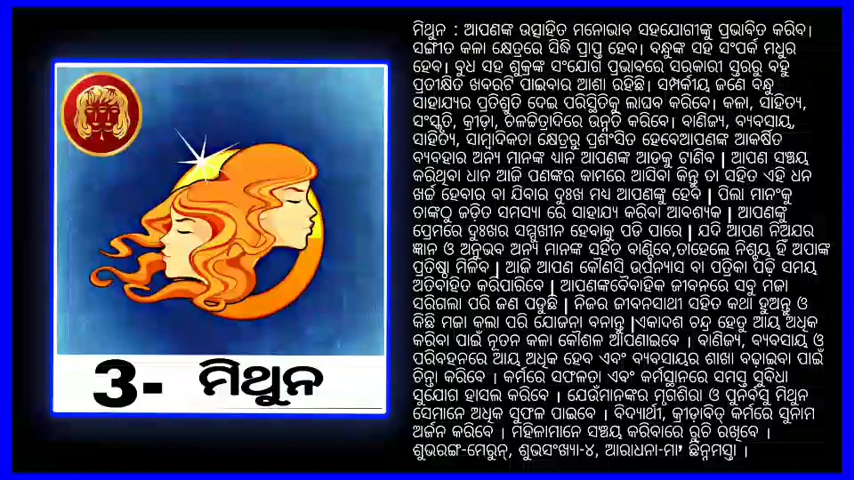 ମିଥୁନ : ଆପଣଙ୍କ ଉତ୍ସାହିତ ମନୋଭାବ ସହଯୋଗୀଙ୍କୁ ପ୍ରଭାବିତ କରିବ।
ସଙ୍ଗୀତ କଳା କ୍ଷେତ୍ରରେ ସିଦ୍ଧି ପ୍ରାପ୍ତ ହେବ। ବନ୍ଧୁଙ୍କ ସହ ସଂପର୍କ ମଧୁର
ହେବ। ବୁଧ ସହ ଶୁକ୍ରଙ୍କ ସଂଯୋଗ ପ୍ରଭାବରେ ସରକାରୀ ସ୍ତରରୁ ବହୁ
ପ୍ରତୀକ୍ଷିତ ଖବରଟି ପାଇବାର ଆଶା ରହିଛି। ସମ୍ପର୍କୀୟ ଜଣେ ବନ୍ଧୁ
ସାହାଯ୍ୟର ପ୍ରତିଶ୍ରୁତି ଦେଇ ପରିସ୍ଥିତିକୁ ଲାଘବ କରିବେ। କଳା, ସାହିତ୍ୟ,
ସଂସ୍କୃତି, କ୍ରୀଡ଼ା, ଚଳଚ୍ଚିତ୍ରାଦିରେ ଉନ୍ନତି କରିବେ। ବାଣିଜ୍ୟ, ବ୍ୟବସାୟ,
ସାହିତ୍ୟ, ସାମ୍ବାଦିକତା କ୍ଷେତ୍ରରୁ ପ୍ରଶଂସିତ ହେବେଆପଣଙ୍କ ଆକର୍ଷିତ
ବ୍ୟବହାର ଅନ୍ୟ ମାନଙ୍କ ଧ୍ୟାନ ଆପଣଙ୍କ ଆଡକୁ ଟାଣିବ | ଆପଣ ସଞ୍ଚୟ
କରିଥିବା ଧାନ ଆଜି ପଣଙ୍କର କାମରେ ଆସିବା କିନ୍ତୁ ତା ସହିତ ଏହି ଧନ
ଖର୍ଚ୍ଚ ହେବାର ବା ଯିବାର ଦୁଃଖ ମଧ୍ୟ ଆପଣଙ୍କୁ ହେବି | ପିଲା ମାନଂକୁ
ତାଙ୍କଠୁ ଜଡ଼ିତ ସମସ୍ୟା ରେ ସାହାଯ୍ୟ କରିବା ଆବଶ୍ୟକ | ଆପଣଙ୍କୁ
ପ୍ରେମରେ ଦୁଃଖର ସମ୍ମୁଖୀନ ହେବାକୁ ପଡି ପାରେ | ଯଦି ଆପଣ ନିଅଯର
ଜ୍ଞାନ ଓ ଅନୁଭବ ଅନ୍ୟ ମାନଙ୍କ ସହିତ ବାଣ୍ଟିବେ,ତାହେଲେ ନିଶ୍ଚୟ ହିଁ ଅପାଙ୍କ
ପ୍ରତିଷ୍ଠା ମିଳିବ | ଆଜି ଆପଣ କୌଣସି ଉପନ୍ୟାସ ବା ପତ୍ରିକା ପଢ଼ି ସମୟ
ଅତିବାହିତ କରିପାରିବେ | ଆପଣଙ୍କବୈବାହିକ ଜୀବନରେ ସବୁ ମଜା
ସରିଗଲା ପରି ଜଣା ପଡୁଛି | ନିଜର ଜୀବନସାଥୀ ସହିତ କଥା ହୁଅନ୍ତୁ ଓ
କିଛି ମଜା କଲା ପରି ଯୋଜନା ବନାନ୍ତୁ |ଏକାଦଶ ଚନ୍ଦ୍ର ହେତୁ ଆୟ ଅଧିକ
କରିବା ପାଇଁ ନୂତନ କଳା କୌଶଳ ଆପଣାଇବେ । ବାଣିଜ୍ୟ, ବ୍ୟବସାୟ ଓ
ପରିବହନରେ ଆୟ ଅଧିକ ହେବ ଏବଂ ବ୍ୟବସାୟର ଶାଖା ବଢ଼ାଇବା ପାଇଁ
ଚିନ୍ତା କରିବେ । କର୍ମରେ ସଫଳତା ଏବଂ କର୍ମସ୍ଥାନରେ ସମସ୍ତ ସୁବିଧା
ସୁଯୋଗ ହାସଲ କରିବେ । ଯେଉଁମାନଙ୍କର ମୃଗଶିରା ଓ ପୁନର୍ବସୁ ମିଥୁନ
ସେମାନେ ଅଧିକ ସୁଫଳ ପାଇବେ । ବିଦ୍ୟାର୍ଥୀ, କ୍ରୀଡ଼ାବିତ୍ କର୍ମରେ ସୁନାମ
ଅର୍ଜନ କରିବେ । ମହିଳାମାନେ ସଞ୍ଚୟ କରିବାରେ ରୁଚି ରଖିବେ ।
ଶୁଭରଙ୍ଗ-ମେରୁନ୍, ଶୁଭସଂଖ୍ୟା-୪, ଆରାଧନା-ମା' ଛିନ୍ନମସ୍ତା ।
3- ମିଥୁନ